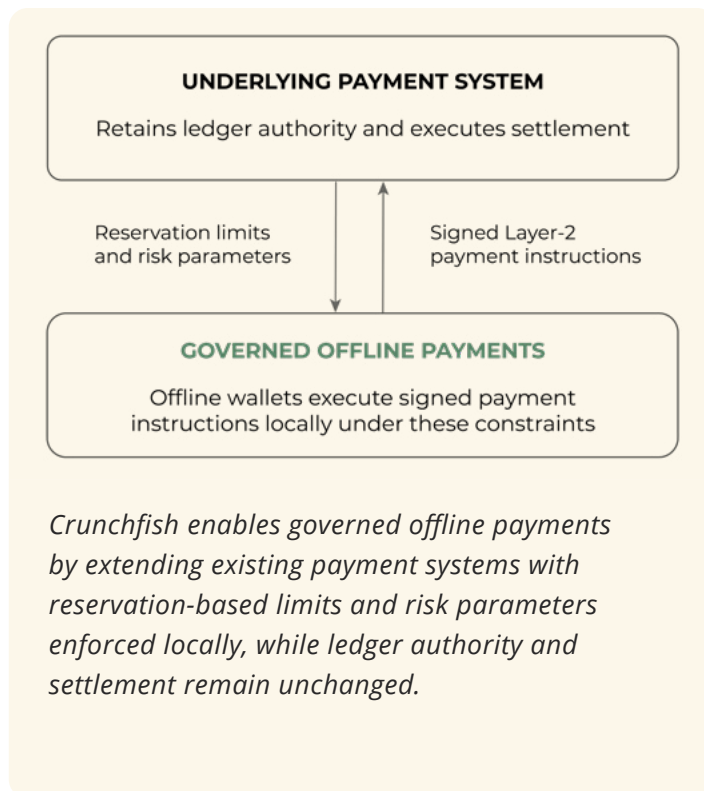 UNDERLYING PAYMENT SYSTEM
Retains ledger authority and executes settlement
Reservation limits
and risk parameters
Signed Layer-2
payment instructions
GOVERNED OFFLINE PAYMENTS
Offline wallets execute signed payment
instructions locally under these constraints
Crunchfish enables governed offline payments
by extending existing payment systems with
reservation-based limits and risk parameters
enforced locally, while ledger authority and
settlement remain unchanged.